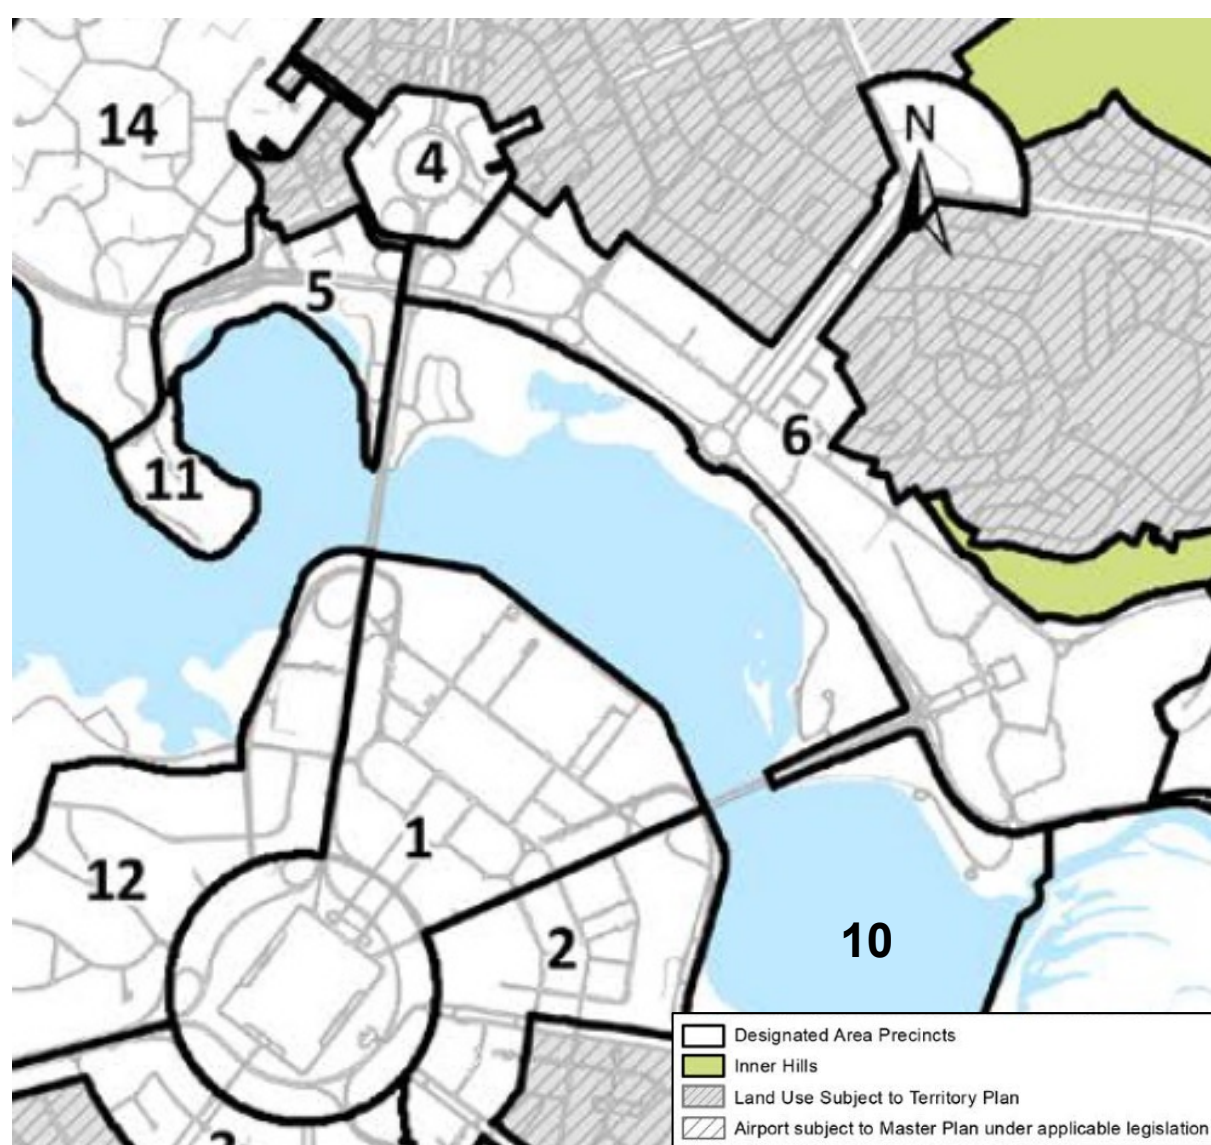 14
N
4
5
6
11
1
12
10
2
Designated Area Precincts
Inner Hills
Land Use Subject to Territory Plan
Airport subject to Master Plan under applicable legislation